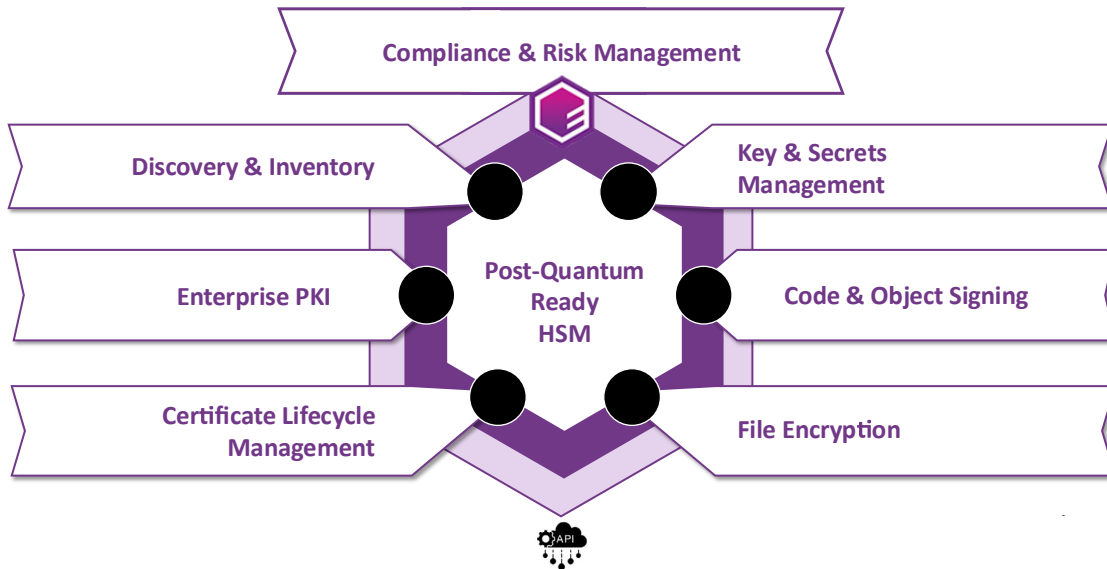 Compliance & Risk Management
Discovery & Inventory
Key & Secrets
Management
Post-Quantum
Ready
HSM
Enterprise PKI
Code & Object Signing
Certificate Lifecycle
Management
File Encryption
API